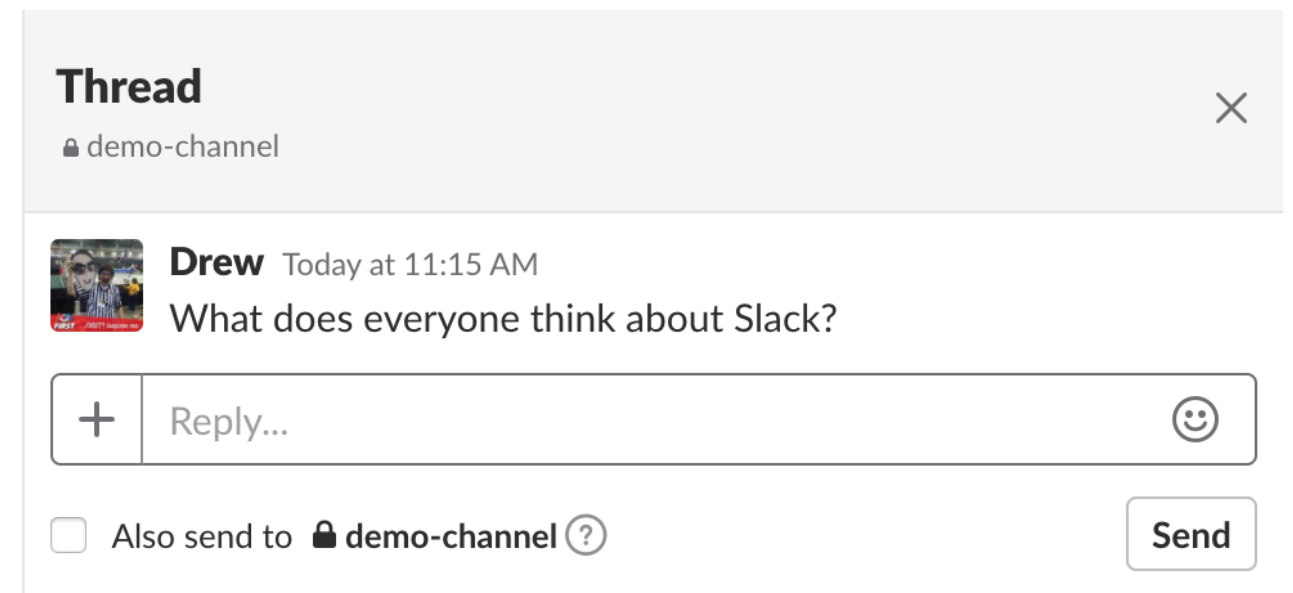 Thread
demo-channel
Drew Today at 11:15 AM
What does everyone think about Slack?
FIRST
Reply...
Also send to demo-channel ?
Send